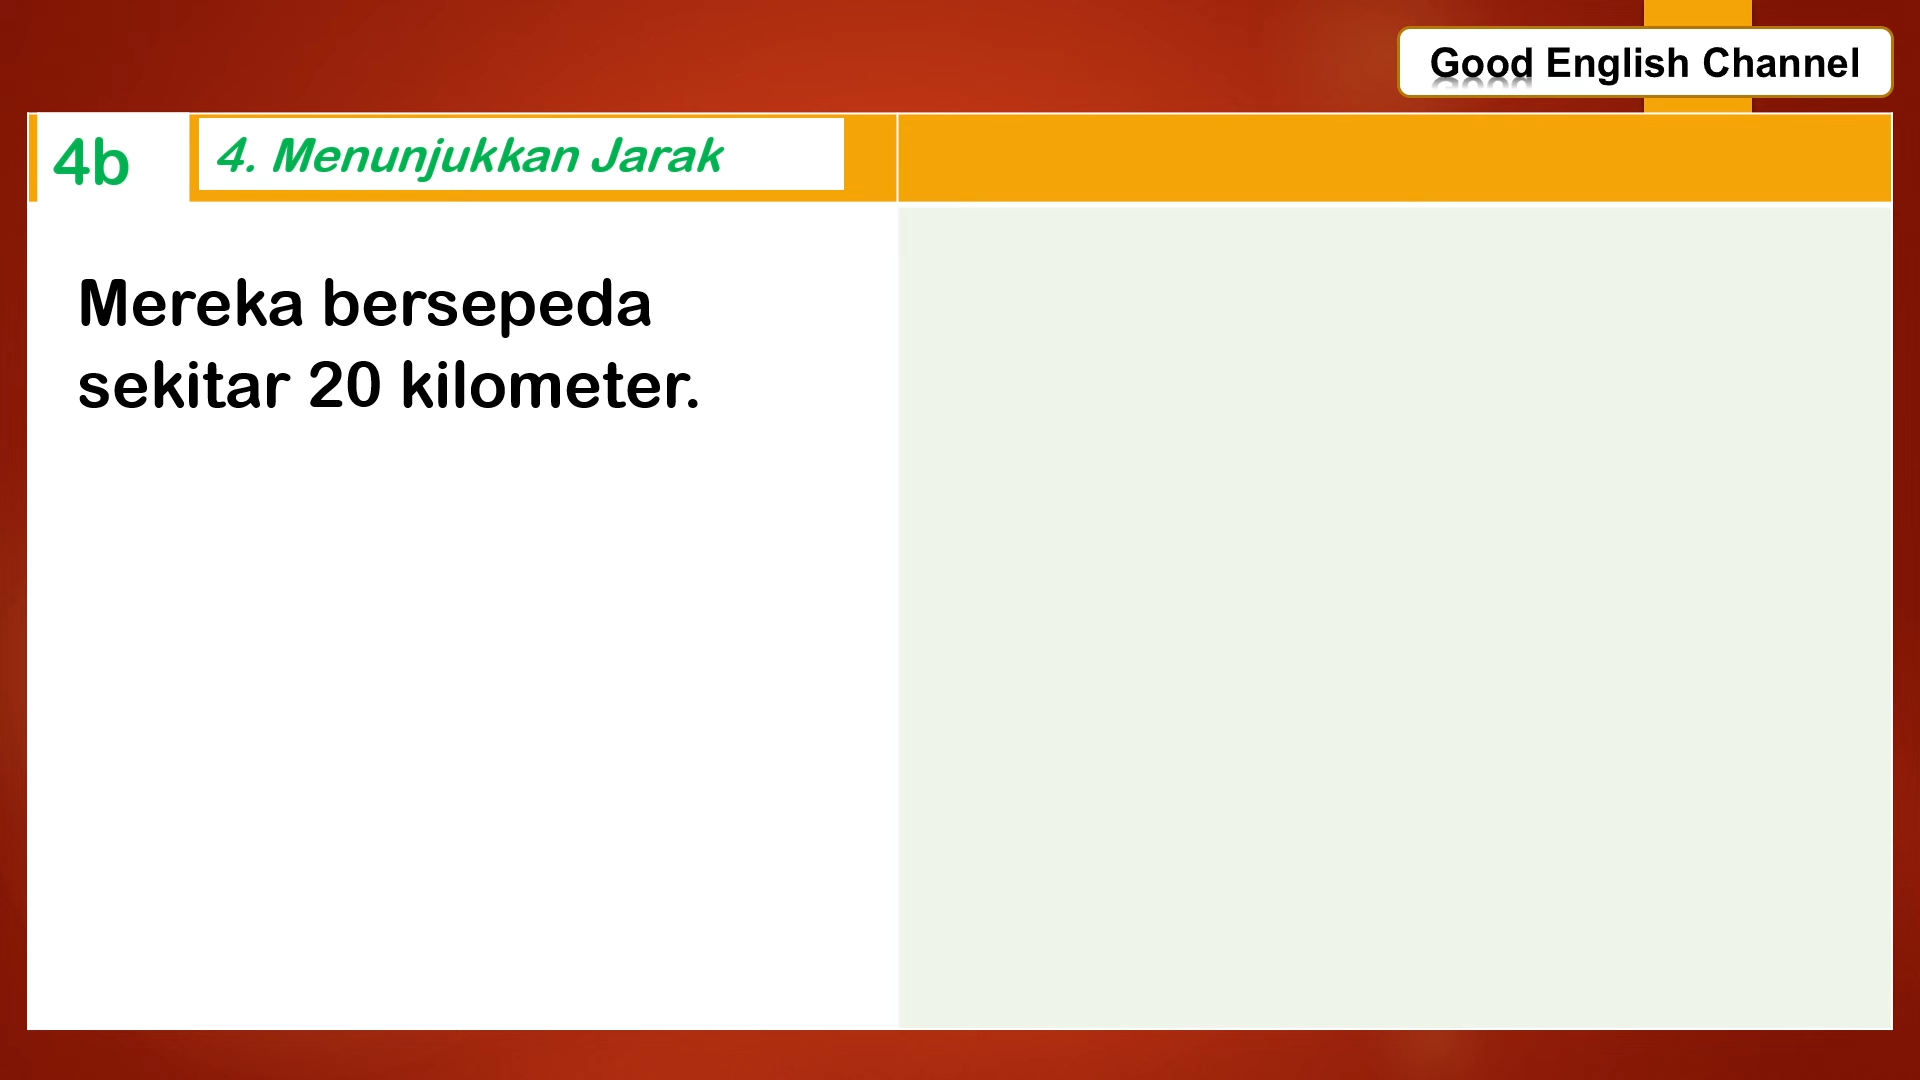 Good English Channel
4b
4. Menunjukkan Jarak
Mereka bersepeda
sekitar 20 kilometer.